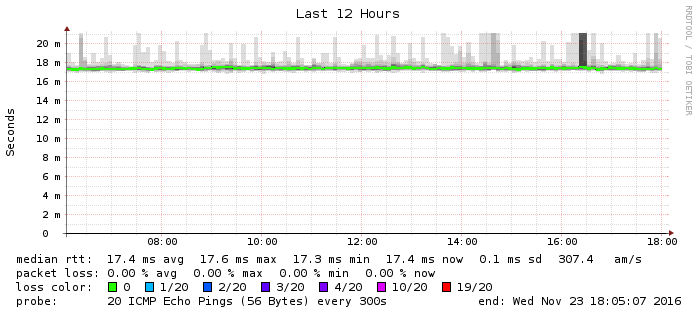 Last 12 Hours
RRDTOOL / TOBI OETIKER
Seconds
20 m
18 m
16 m
14 m
12 m
10 m
8 m
6 m
4 m
2 m
0
08:00 10:00 12:00 14:00 16:00 18:00
median rtt: 17.4 ms avg 17.6 ms max 17.3 ms min 17.4 ms now 0.1 ms sd 307.4 am/s
packet loss: 0.00 % avg 0.00 % max 0.00 % min 0.00 % now
loss color: 0 1/20 2/20 3/20 4/20 10/20 19/20
probe: 20 ICMP Echo Pings (56 Bytes) every 300s end: Wed Nov 23 18:05:07 2016